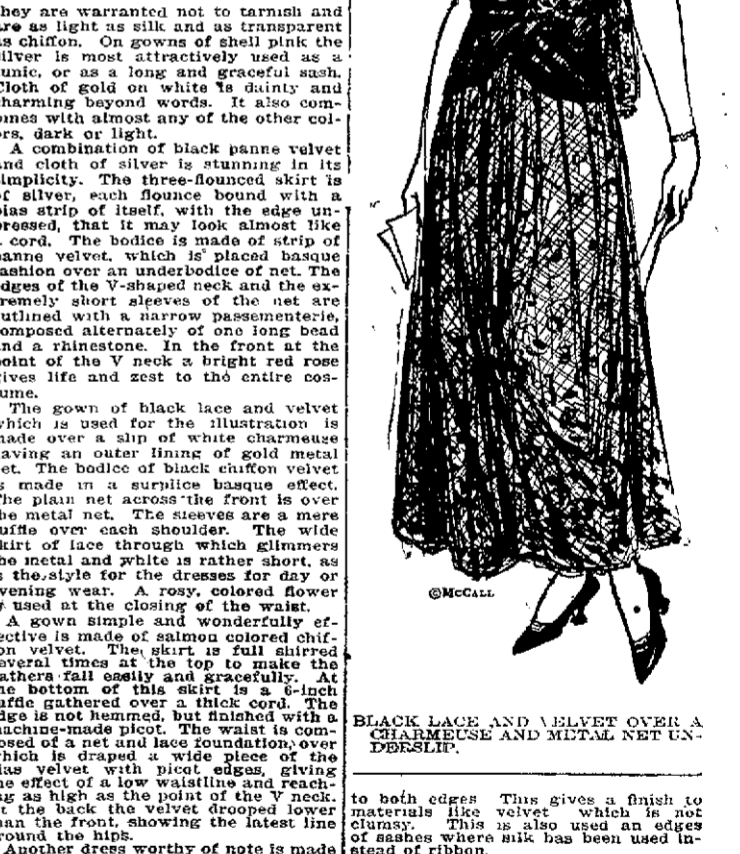 they are warranted not to tarnish and
are as light as silk and as transparent
as chiffon. On gowns of shell pink the
silver is most attractively used as a
tunic, or as a long and graceful sash.
Cloth of gold on white is dainty and
charming beyond words. It also com-
bines with almost any of the other col-
ors, dark or light.
A combination of black panne velvet
and cloth of silver is stunning in its
simplicity. The three-flounced skirt is
of silver, each flounce bound with a
bias strip of itself, with the edge un-
pressed, that it may look almost like
a cord. The bodice is made of strip of
panne velvet, which is placed basque
fashion over an underbodice of net. The
edges of the V-shaped neck and the ex-
tremely short sleeves of the net are
outlined with a narrow passementerie,
composed alternately of one long bead
and a rhinestone. In the front at the
point of the V neck a bright red rose
gives life and zest to the entire cos-
tume.
The gown of black lace and velvet
which is used for the illustration is
made over a slip of white charmeuse
having an outer lining of gold metal
net. The bodice of black chiffon velvet
is made in a surplice basque effect.
The plain net across the front is over
the metal net. The sleeves are a mere
ruffle over each shoulder. The wide
skirt of lace through which glimmers
the metal and white is rather short, as
is the style for the dresses for day or
evening wear. A rosy, colored flower
is used at the closing of the waist.
A gown simple and wonderfully ef-
fective is made of salmon colored chif-
fon velvet. The skirt is full shirred
several times at the top to make the
gathers fall easily and gracefully. At
the bottom of this skirt is a 6-inch
ruffle gathered over a thick cord. The
edge is not hemmed, but finished with a
machine-made picot. The waist is com-
posed of a net and lace foundation, over
which is draped a wide piece of the
bias velvet with picot edges, giving
the effect of a low waistline and reach-
ing as high as the point of the V neck.
At the back the velvet drooped lower
than the front, showing the latest line
around the hips.
Another dress worthy of note is made
©McCALL
BLACK LACE AND VELVET OVER A
CHARMEUSE AND METAL NET UN-
DERSLIP.
to both edges This gives a finish to
materials like velvet which is not
clumsy. This is also used an edges
of sashes where silk has been used in-
stead of ribbon.